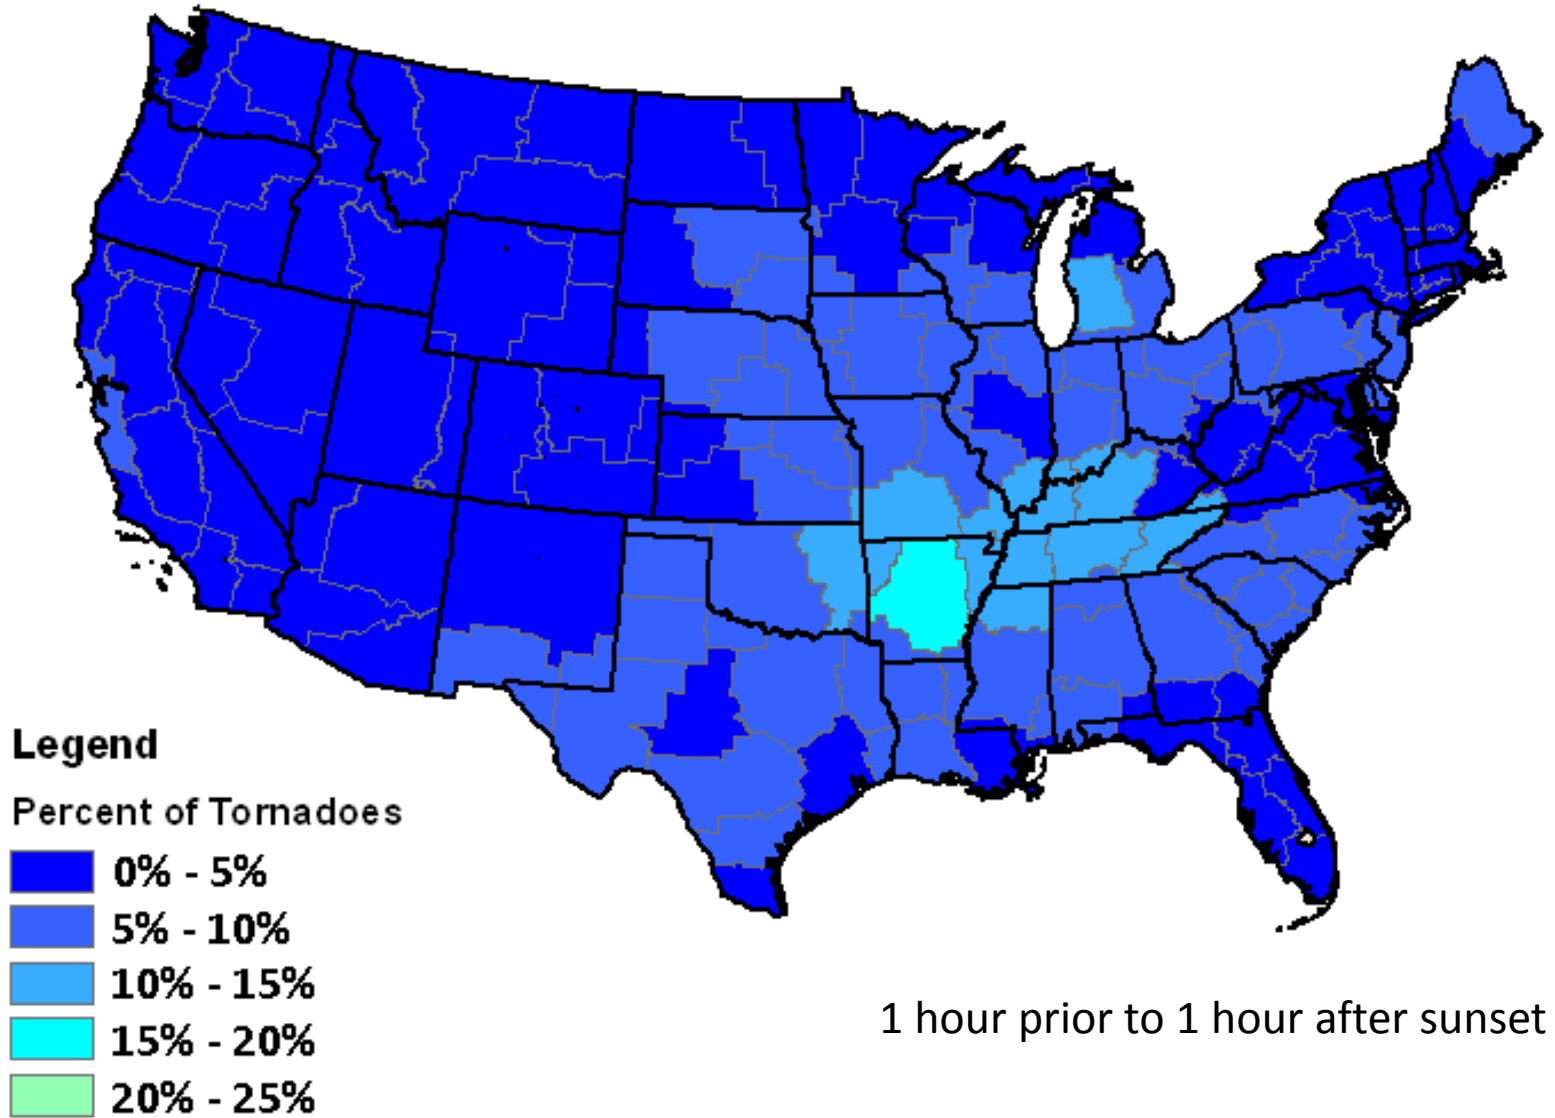 Legend
Percent of Tornadoes
0% - 5%
5% - 10%
10% - 15%
15% - 20%
20% - 25%
1 hour prior to 1 hour after sunset